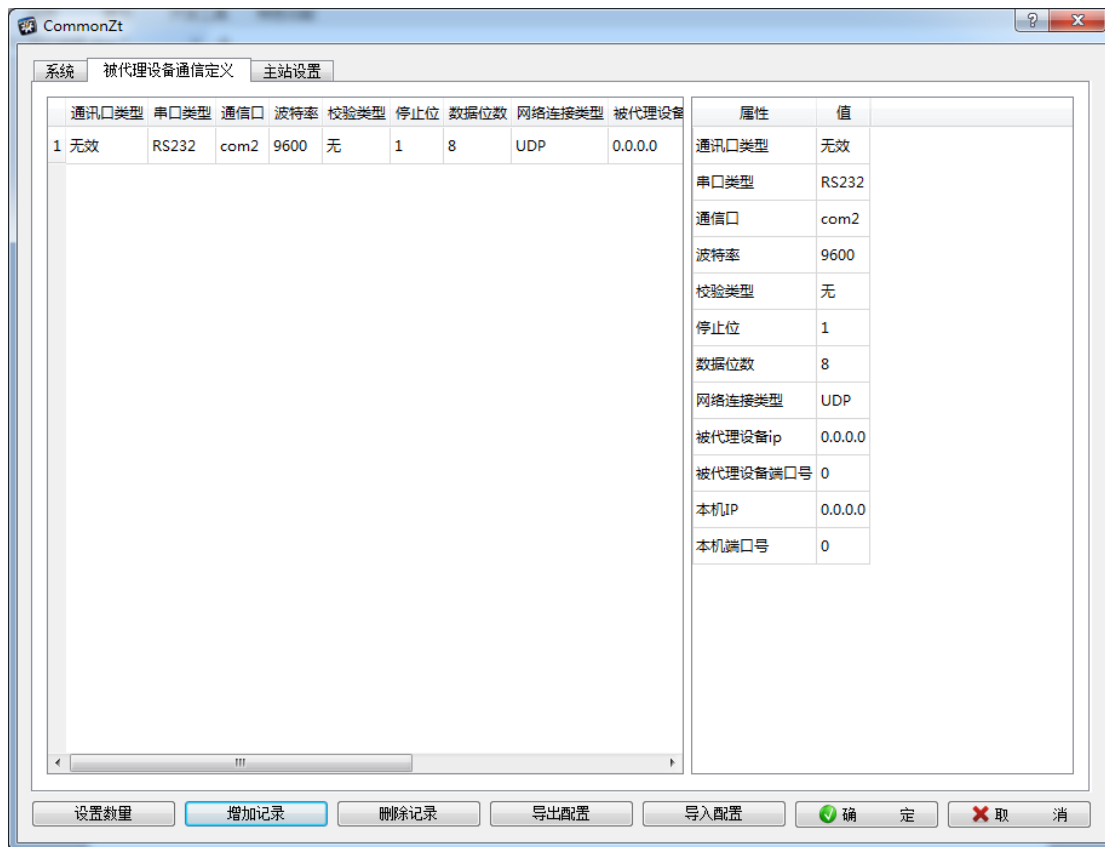 CommonZt
系统 被代理设备通信定义 主站设置
通讯口类型 串口类型 通信口 波特率 校验类型 停止位 数据位数 网络连接类型 被代理设备
1 无效 RS232 com2 9600 无 1 8 UDP 0.0.0.0
属性 值
通讯口类型 无效
串口类型 RS232
通信口 com2
波特率 9600
校验类型 无
停止位 1
数据位数 8
网络连接类型 UDP
被代理设备ip 0.0.0.0
被代理设备端口号 0
本机IP 0.0.0.0
本机端口号 0
设置数量 增加记录 删除记录 导出配置 导入配置 确 定 取 消